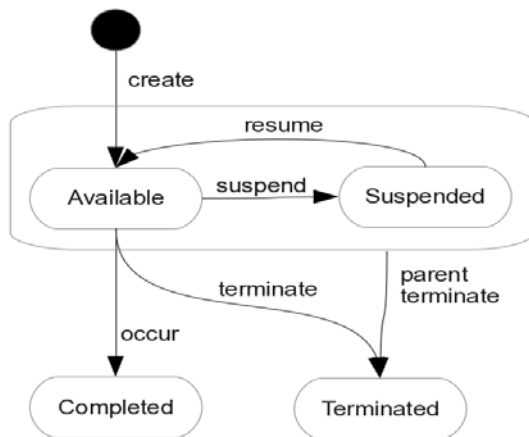 create
resume
Available
suspend
Suspended
terminate
parent
terminate
occur
Completed
Terminated